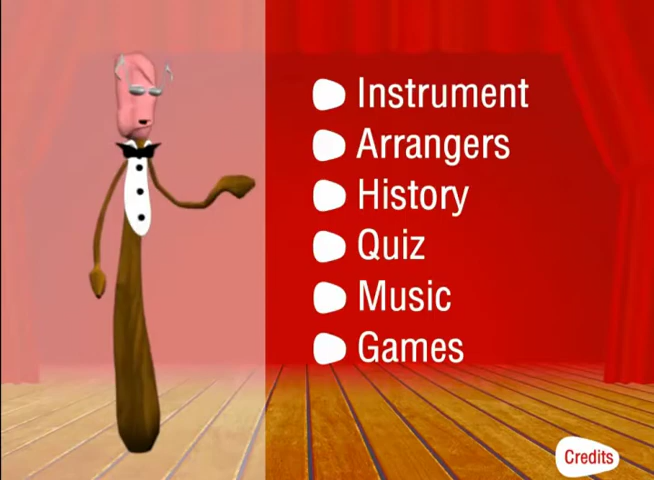 Instrument
Arrangers
History
Quiz
Music
Games
Credits